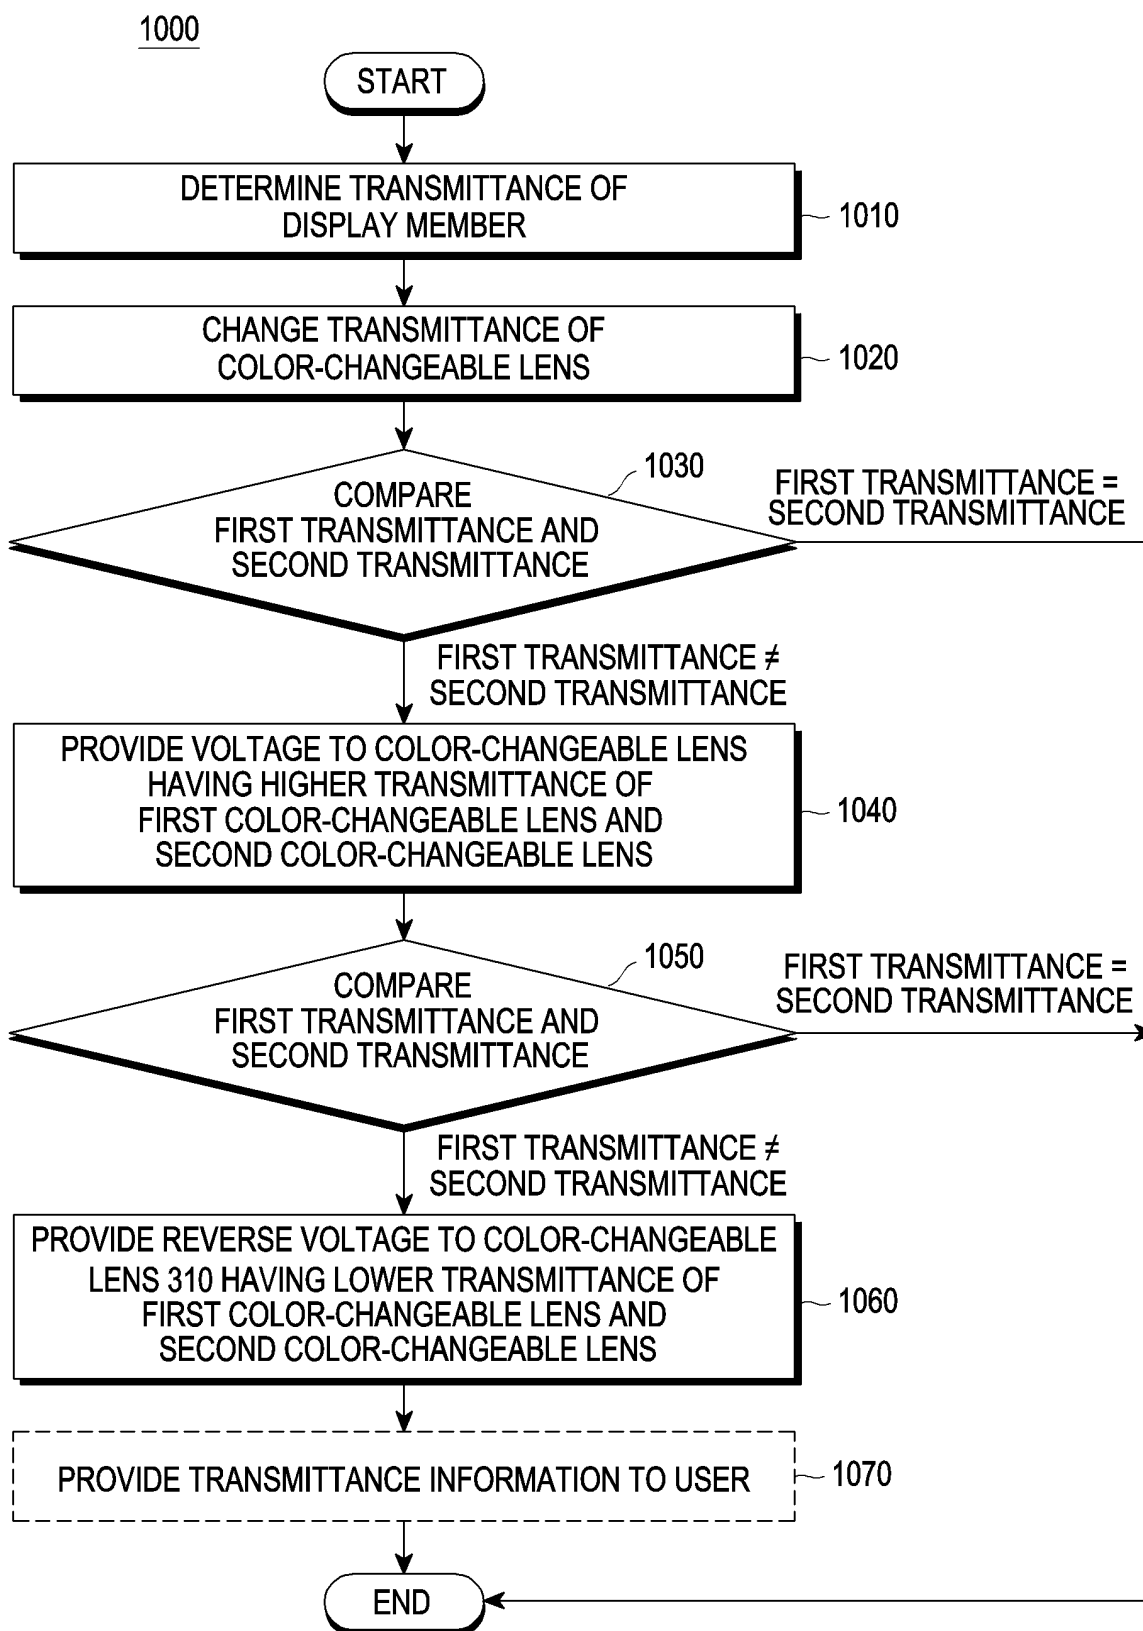 1000
START
DETERMINE TRANSMITTANCE OF
DISPLAY MEMBER
1010
CHANGE TRANSMITTANCE OF
COLOR-CHANGEABLE LENS
1020
COMPARE
FIRST TRANSMITTANCE AND
SECOND TRANSMITTANCE
1030
FIRST TRANSMITTANCE =
SECOND TRANSMITTANCE
FIRST TRANSMITTANCE ≠
SECOND TRANSMITTANCE
PROVIDE VOLTAGE TO COLOR-CHANGEABLE LENS
HAVING HIGHER TRANSMITTANCE OF
FIRST COLOR-CHANGEABLE LENS AND
SECOND COLOR-CHANGEABLE LENS
1040
COMPARE
FIRST TRANSMITTANCE AND
SECOND TRANSMITTANCE
1050
FIRST TRANSMITTANCE =
SECOND TRANSMITTANCE
FIRST TRANSMITTANCE ≠
SECOND TRANSMITTANCE
PROVIDE REVERSE VOLTAGE TO COLOR-CHANGEABLE
LENS 310 HAVING LOWER TRANSMITTANCE OF
FIRST COLOR-CHANGEABLE LENS AND
SECOND COLOR-CHANGEABLE LENS
1060
PROVIDE TRANSMITTANCE INFORMATION TO USER
1070
END